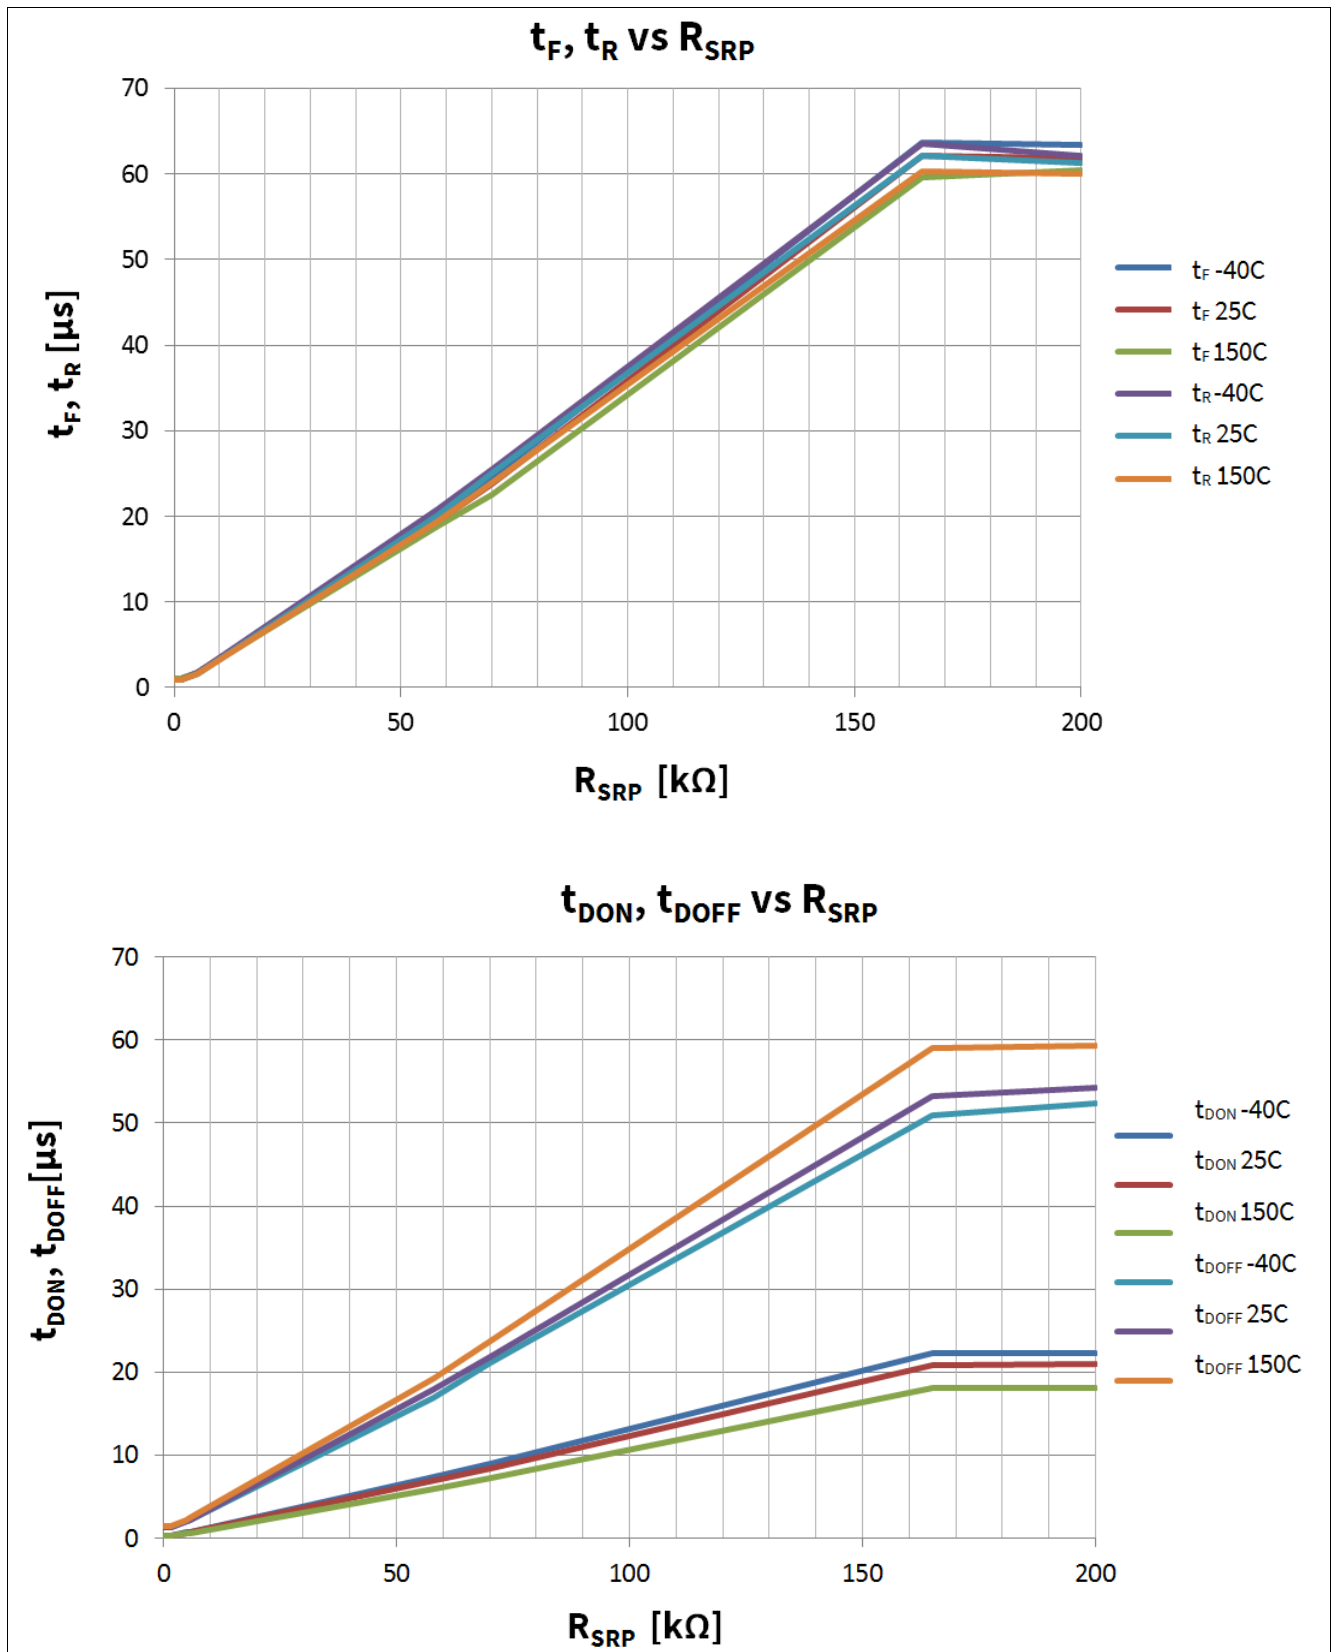 tF, tR vs RSRP
70
60
50
40
30
20
10
0
0 50 100 150 200
tF, tR [µs]
RSRP [kΩ]
tF -40C
tF 25C
tF 150C
tR -40C
tR 25C
tR 150C
tDON, tDOFF vs RSRP
70
60
50
40
30
20
10
0
0 50 100 150 200
tDON, tDOFF[µs]
RSRP [kΩ]
tDON -40C
tDON 25C
tDON 150C
tDOFF -40C
tDOFF 25C
tDOFF 150C